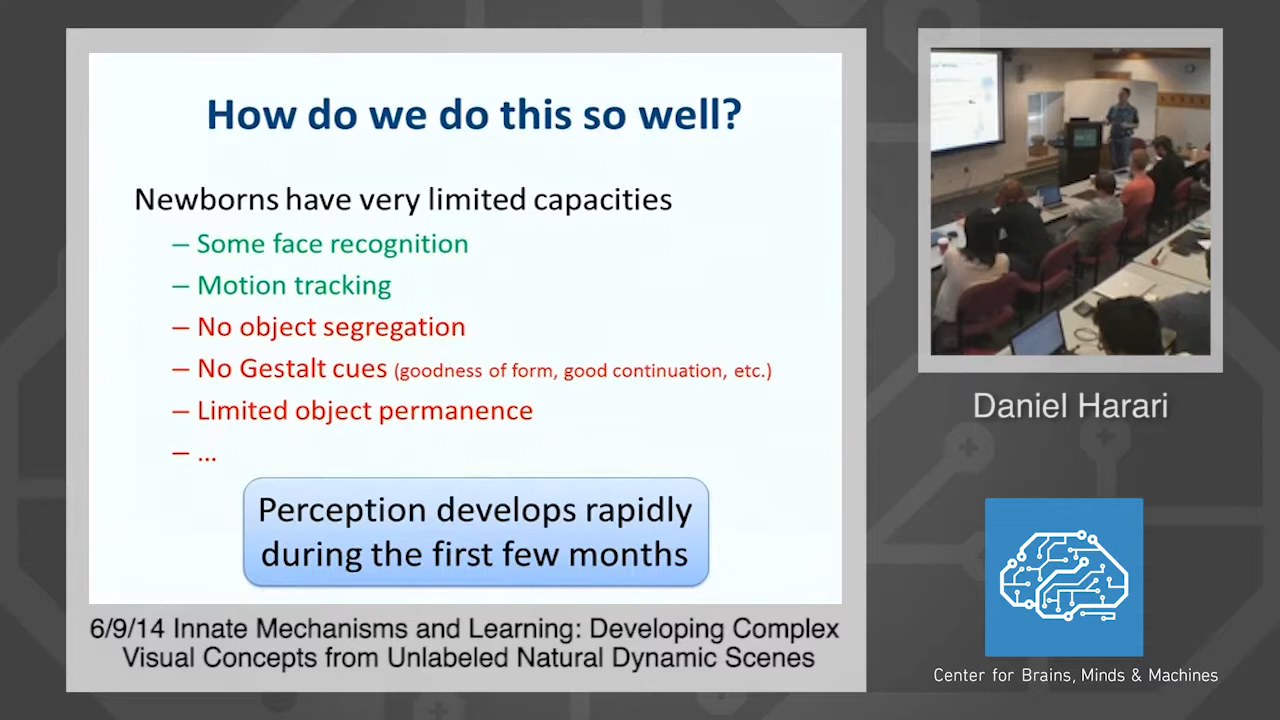 How do we do this so well?
Newborns have very limited capacities
– Some face recognition
– Motion tracking
– No object segregation
– No Gestalt cues (goodness of form, good continuation, etc.)
– Limited object permanence
– ...
Perception develops rapidly
during the first few months
6/9/14 Innate Mechanisms and Learning: Developing Complex
Visual Concepts from Unlabeled Natural Dynamic Scenes
Daniel Harari
Center for Brains, Minds & Machines